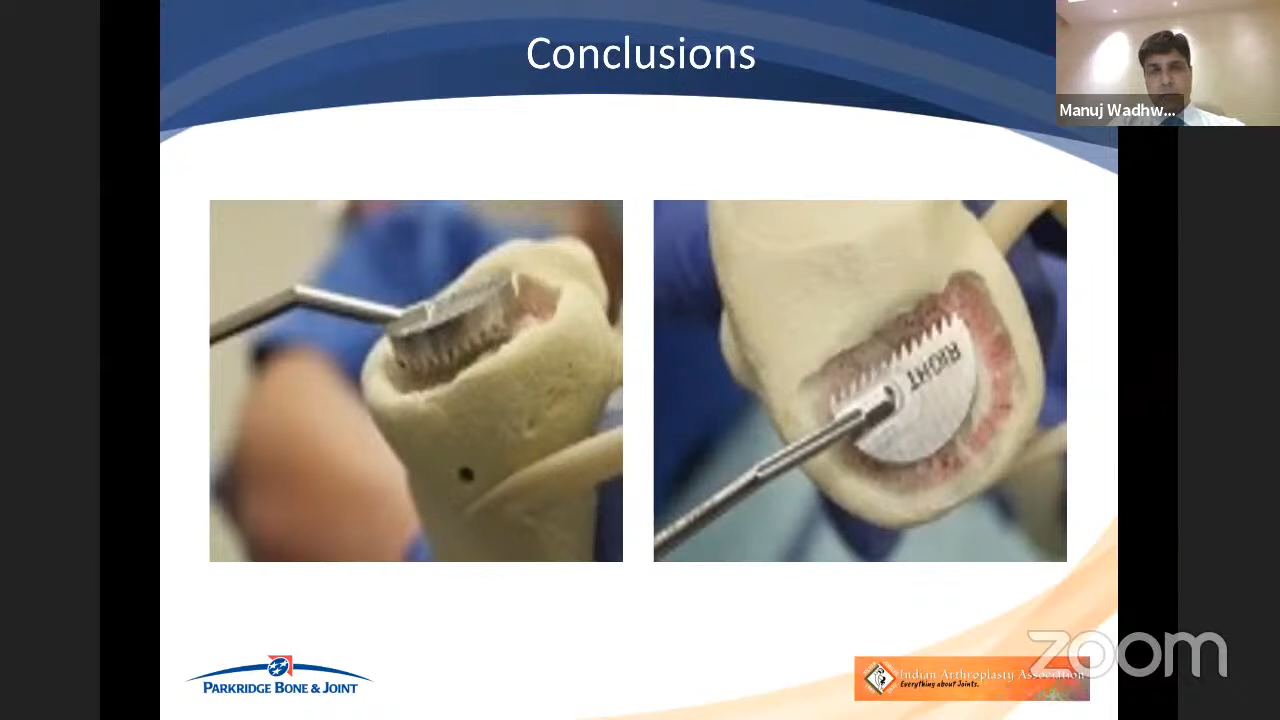 Conclusions
Manuj Wadhw...
RIGHT
PARKRIDGE BONE & JOINT
Indian Arthroplasty Association
Everything about Joints.
zoom